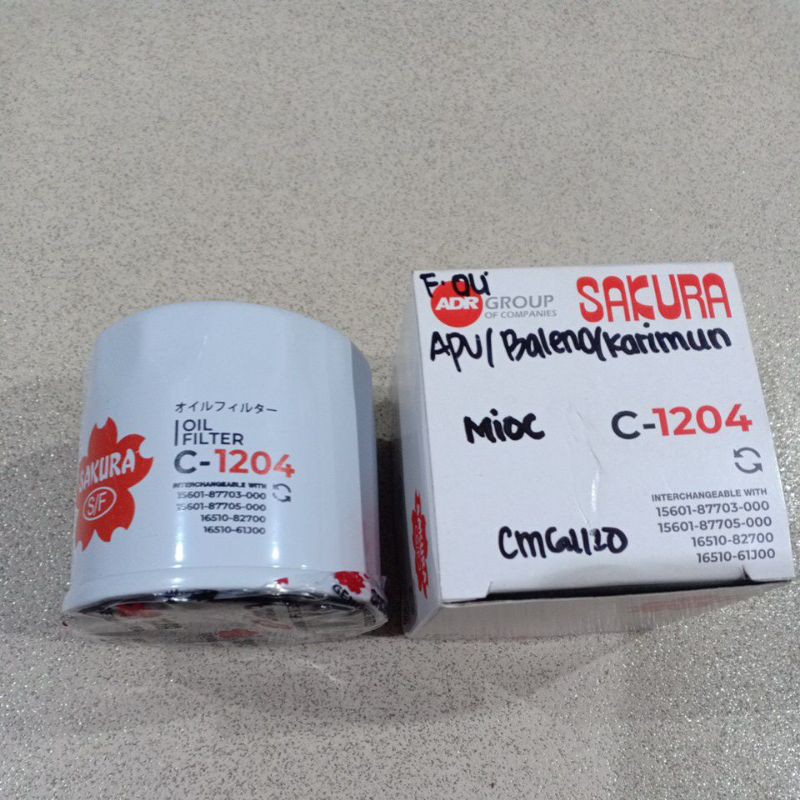 オイルフィルター
OIL
FILTER
C-1204
INTERCHANGEABLE WITH
15601-87703-000
15601-87705-000
16510-82700
16510-61J00
SAKURA
S/F
F. Oli
ADR GROUP
OF COMPANIES
SAKURA
APV/Baleno/Karimun
MIOC
C-1204
INTERCHANGEABLE WITH
15601-87703-000
15601-87705-000
16510-82700
16510-61J00